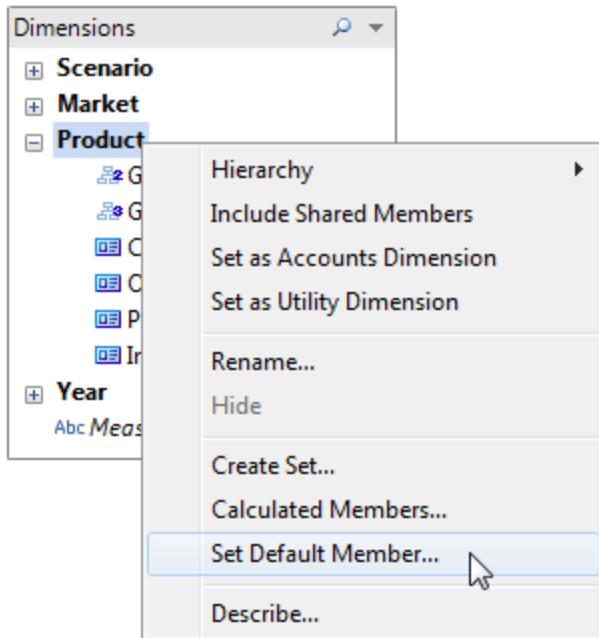 Dimensions
Scenario
Market
Product
Hierarchy
Include Shared Members
Set as Accounts Dimension
Set as Utility Dimension
Rename...
Hide
Year
Abc Meas
Create Set...
Calculated Members...
Set Default Member...
Describe...